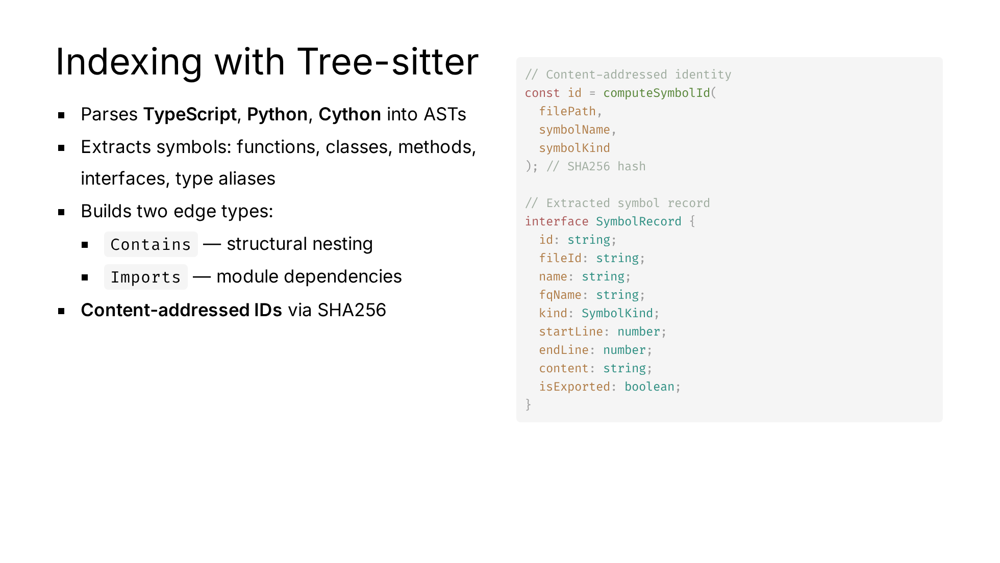 Indexing with Tree-sitter
▪ Parses TypeScript, Python, Cython into ASTs
▪ Extracts symbols: functions, classes, methods,
interfaces, type aliases
▪ Builds two edge types:
▪ Contains — structural nesting
▪ Imports — module dependencies
▪ Content-addressed IDs via SHA256
// Content-addressed identity
const id = computeSymbolId(
  filePath,
  symbolName,
  symbolKind
); // SHA256 hash

// Extracted symbol record
interface SymbolRecord {
  id: string;
  fileId: string;
  name: string;
  fqName: string;
  kind: SymbolKind;
  startLine: number;
  endLine: number;
  content: string;
  isExported: boolean;
}